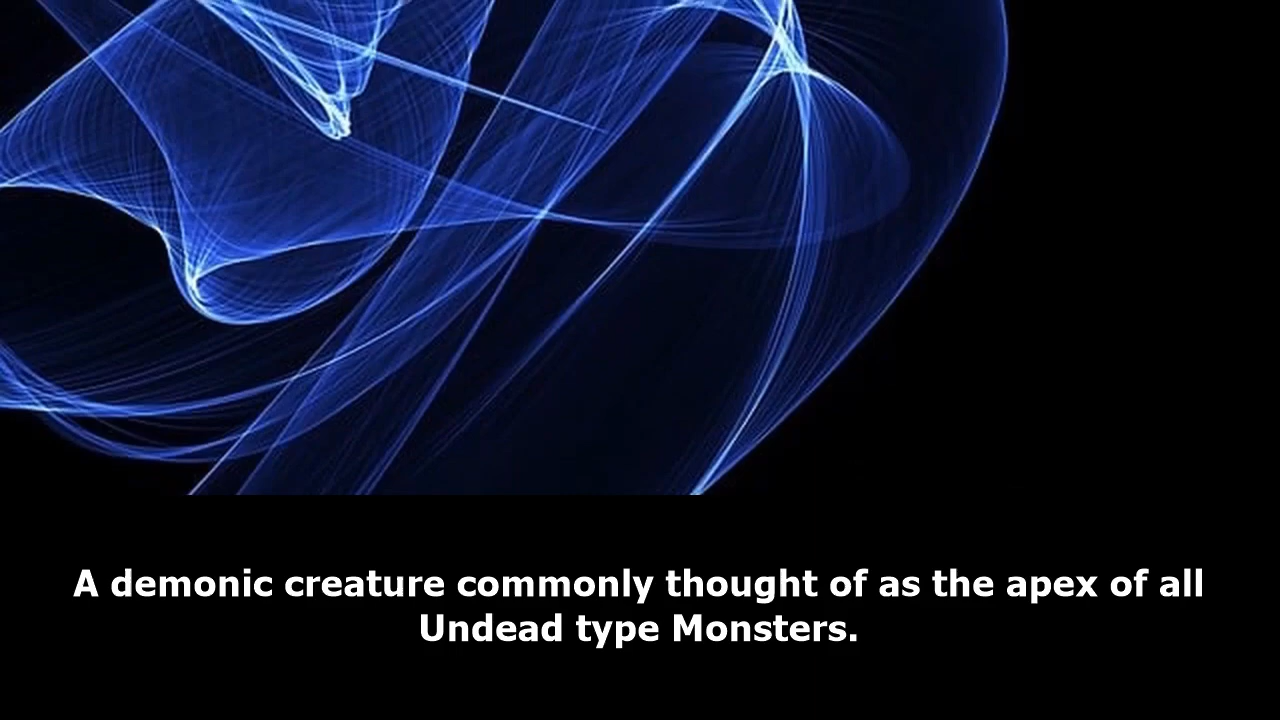 A demonic creature commonly thought of as the apex of all
Undead type Monsters.